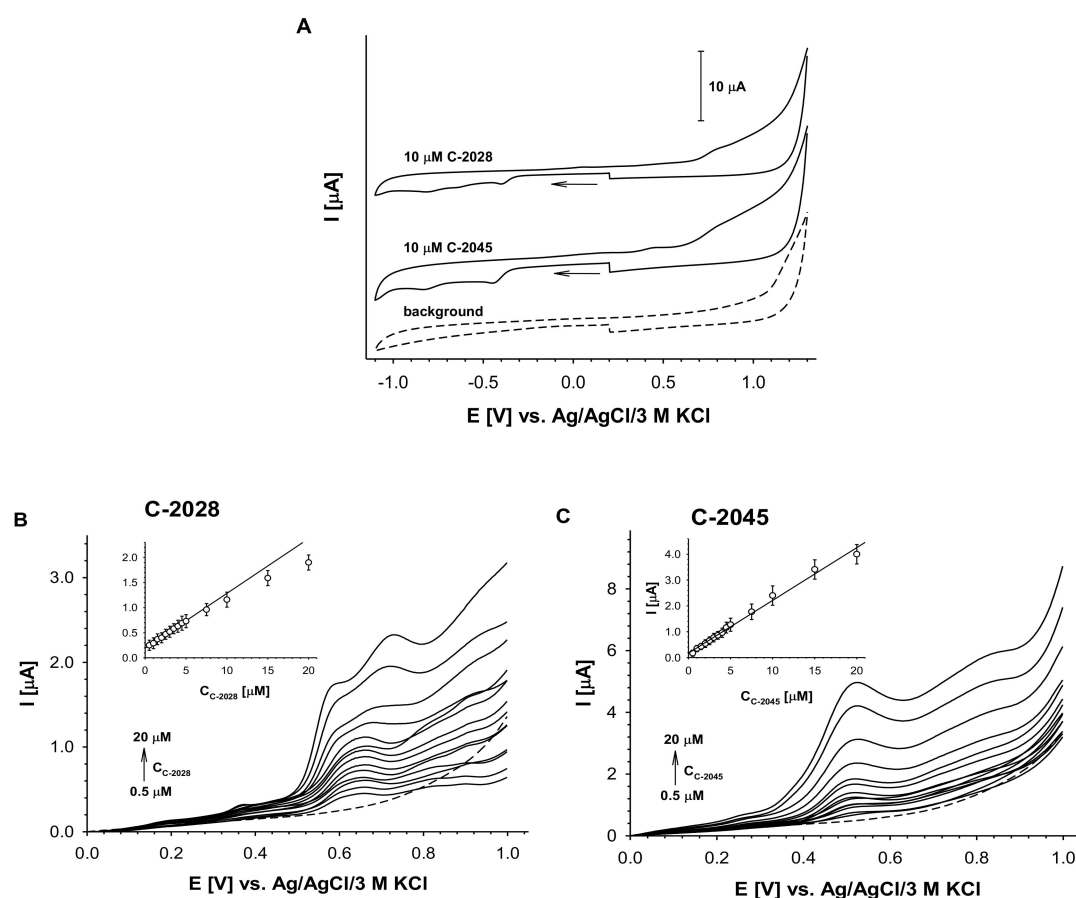 A
10 μA
10 μM C-2028
10 μM C-2045
background
I [μA]
-1.0 -0.5 0.0 0.5 1.0
E [V] vs. Ag/AgCl/3 M KCl
B
C-2028
I [μA]
3.0
2.0
1.0
0.0
2.0
1.5
1.0
0.5
0.0
0 5 10 15 20
C C-2028 [μM]
20 μM
C C-2028
0.5 μM
0.0 0.2 0.4 0.6 0.8 1.0
E [V] vs. Ag/AgCl/3 M KCl
C
C-2045
I [μA]
8
6
4
2
0
I [μA]
4.0
3.0
2.0
1.0
0.0
0 5 10 15 20
C C-2045 [μM]
20 μM
C C-2045
0.5 μM
0.0 0.2 0.4 0.6 0.8 1.0
E [V] vs. Ag/AgCl/3 M KCl